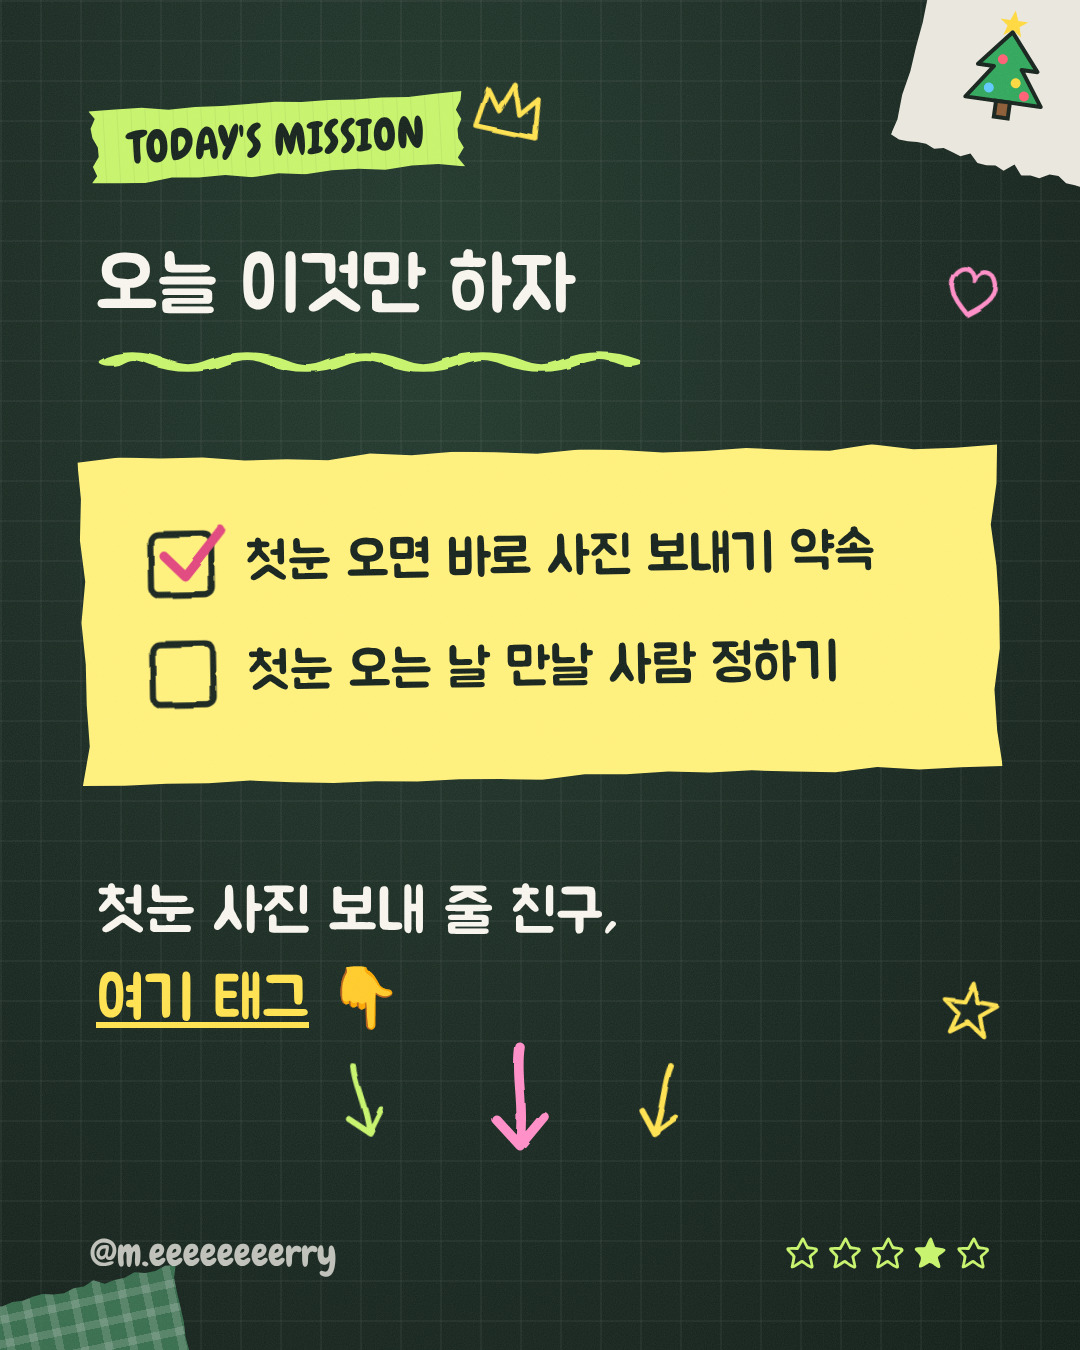 TODAY'S MISSION
오늘 이것만 하자
첫눈 오면 바로 사진 보내기 약속
첫눈 오는 날 만날 사람 정하기
첫눈 사진 보내 줄 친구,
여기 태그 👇
@m.eeeeeeeerry